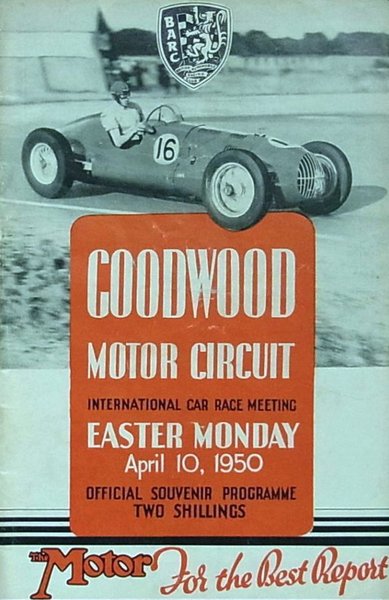 BARC
16
GOODWOOD
MOTOR CIRCUIT
INTERNATIONAL CAR RACE MEETING
EASTER MONDAY
April 10, 1950
OFFICIAL SOUVENIR PROGRAMME
TWO SHILLINGS
The Motor For the Best Report